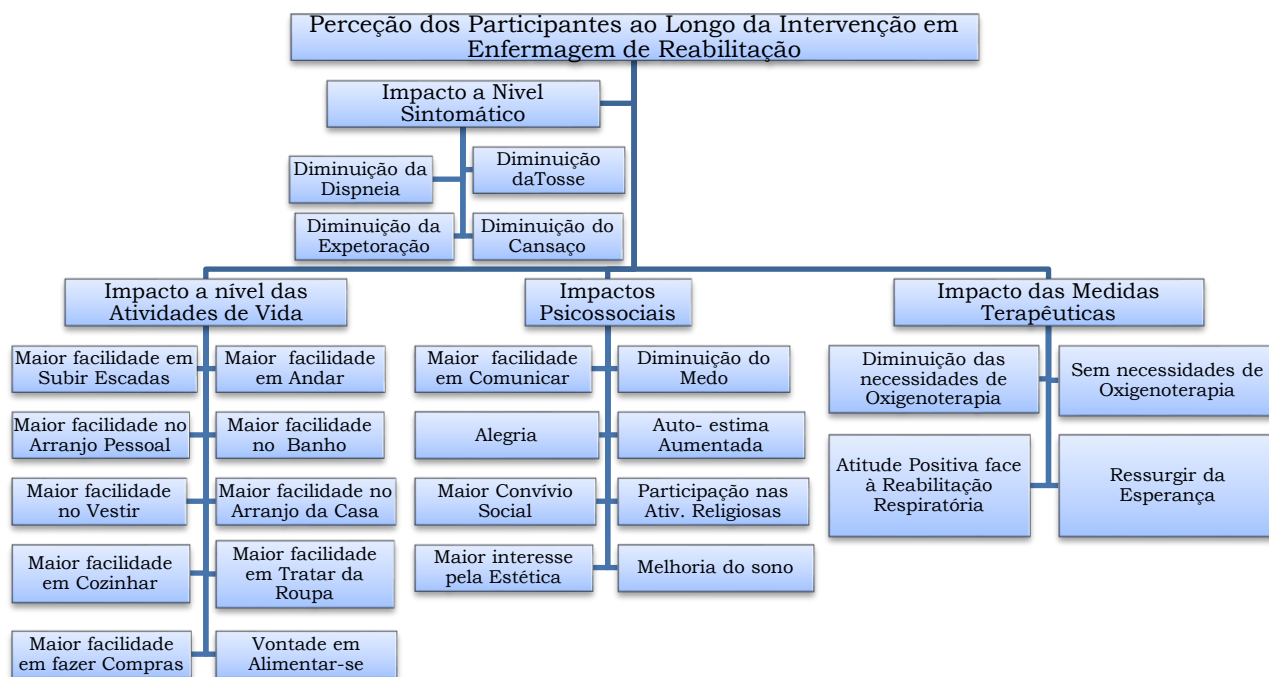 Perceção dos Participantes ao Longo da Intervenção em
Enfermagem de Reabilitação
Impacto a Nivel
Sintomático
Diminuição da
Dispneia
Diminuição
daTosse
Diminuição da
Expetoração
Diminuição do
Cansaço
Impacto a nível das
Atividades de Vida
Maior facilidade em
Subir Escadas
Maior facilidade
em Andar
Maior facilidade no
Arranjo Pessoal
Maior facilidade
no Banho
Maior facilidade
no Vestir
Maior facilidade no
Arranjo da Casa
Maior facilidade
em Cozinhar
Maior facilidade
em Tratar da
Roupa
Maior facilidade
em fazer Compras
Vontade em
Alimentar-se
Impactos
Psicossociais
Maior facilidade
em Comunicar
Diminuição do
Medo
Alegria
Auto- estima
Aumentada
Maior Convívio
Social
Participação nas
Ativ. Religiosas
Maior interesse
pela Estética
Melhoria do sono
Impacto das Medidas
Terapêuticas
Diminuição das
necessidades de
Oxigenoterapia
Sem necessidades de
Oxigenoterapia
Atitude Positiva face
à Reabilitação
Respiratória
Ressurgir da
Esperança